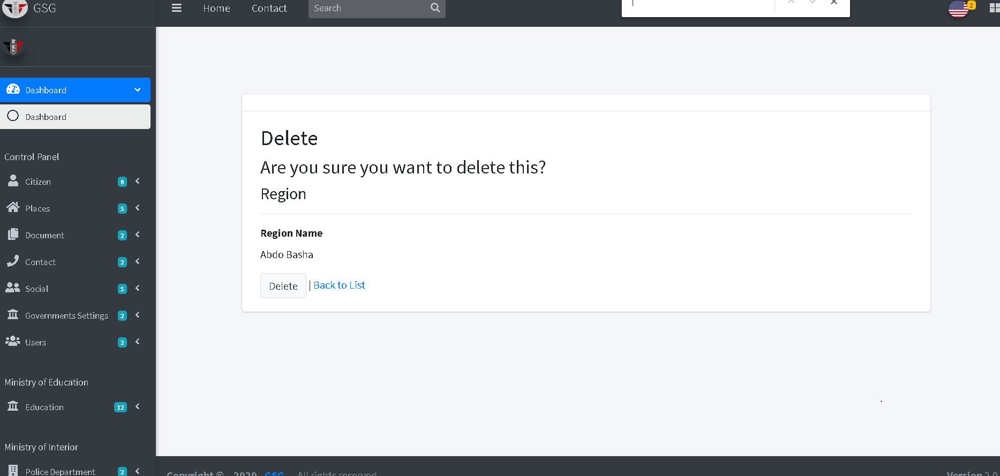 GSG
Home
Contact
Search
2
Dashboard
Dashboard
Control Panel
Citizen 8
Places 5
Document 2
Contact 2
Social 5
Governments Settings 2
Users 2
Ministry of Education
Education 12
Ministry of Interior
Police Department 2
Delete
Are you sure you want to delete this?
Region
Region Name
Abdo Basha
Delete | Back to List
Copyright © 2020 GSG All rights reserved
Version 2.0